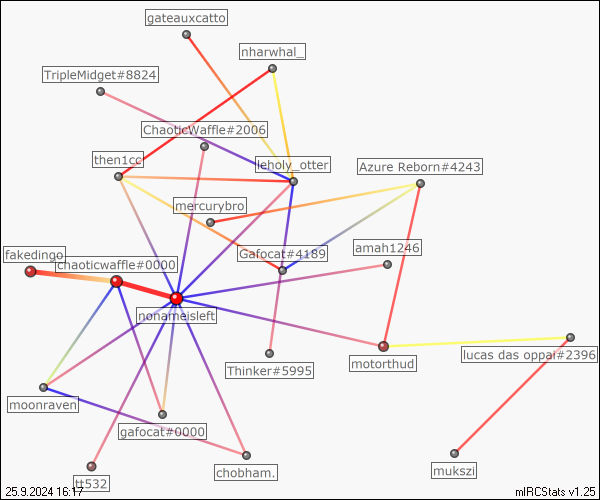 gateauxcatto
nharwhal_
TripleMidget#8824
ChaoticWaffle#2006
then1cc
leholy_otter
Azure Reborn#4243
mercurybro
fakedingo
chaoticwaffle#0000
Gafocat#4189
amah1246
nonameisleft
Thinker#5995
motorthud
lucas das oppai#2396
moonraven
gafocat#0000
chobham.
mukszi
tt532
25.9.2024 16:17
mIRCStats v1.25